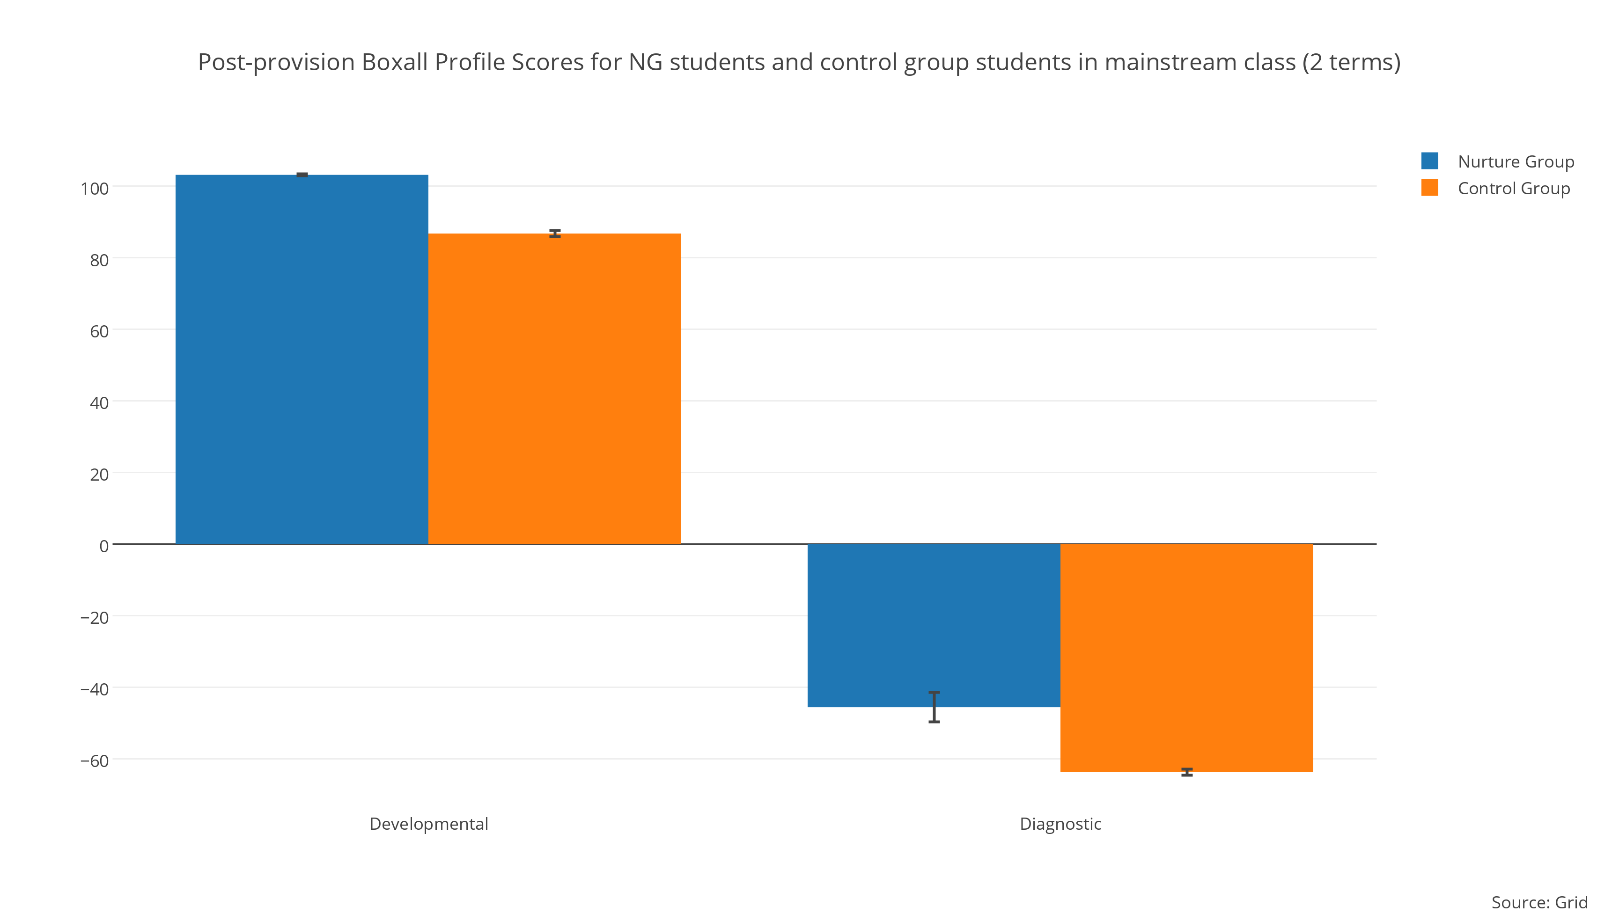 Post-provision Boxall Profile Scores for NG students and control group students in mainstream class (2 terms)
Nurture Group
Control Group
100
80
60
40
20
0
−20
−40
−60
Developmental Diagnostic
Source: Grid